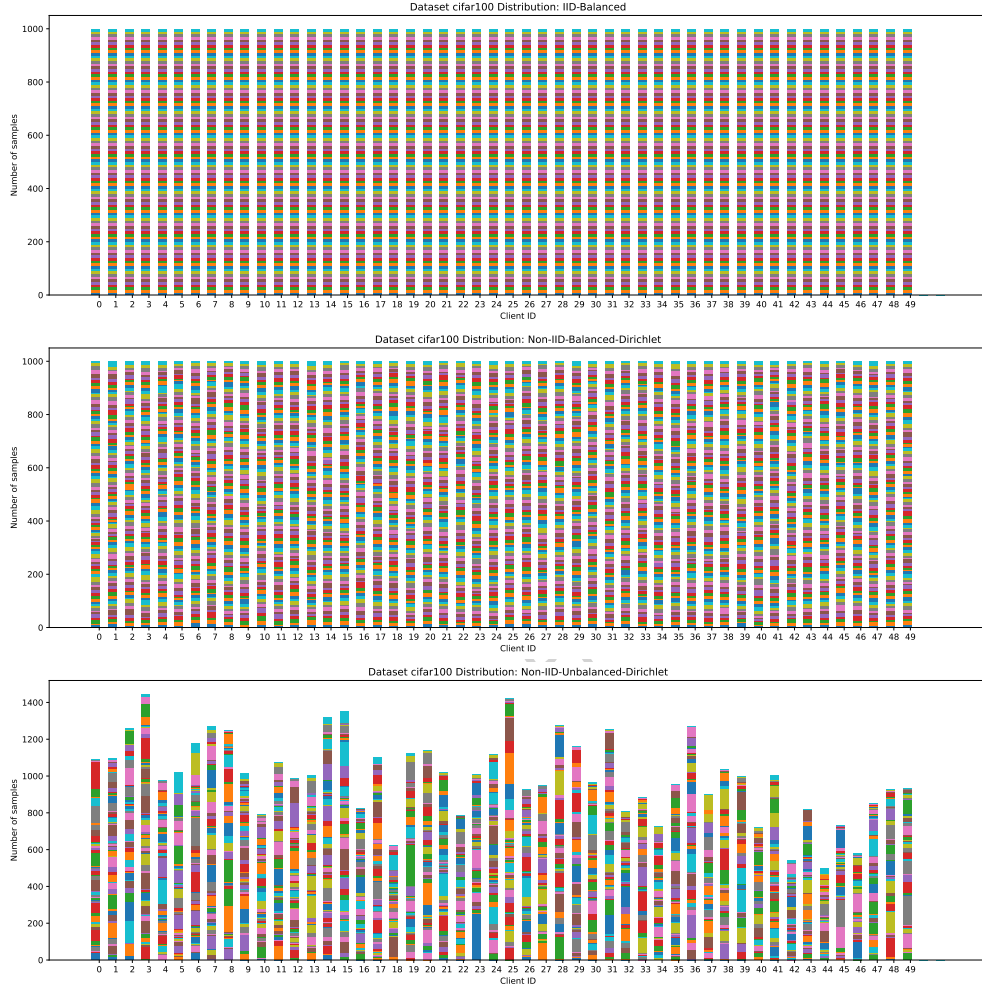 Dataset cifar100 Distribution: IID-Balanced
1000
800
600
400
200
0
Number of samples
0 1 2 3 4 5 6 7 8 9 10 11 12 13 14 15 16 17 18 19 20 21 22 23 24 25 26 27 28 29 30 31 32 33 34 35 36 37 38 39 40 41 42 43 44 45 46 47 48 49
Client ID
Dataset cifar100 Distribution: Non-IID-Balanced-Dirichlet
1000
800
600
400
200
0
Number of samples
0 1 2 3 4 5 6 7 8 9 10 11 12 13 14 15 16 17 18 19 20 21 22 23 24 25 26 27 28 29 30 31 32 33 34 35 36 37 38 39 40 41 42 43 44 45 46 47 48 49
Client ID
Dataset cifar100 Distribution: Non-IID-Unbalanced-Dirichlet
1400
1200
1000
800
600
400
200
0
Number of samples
0 1 2 3 4 5 6 7 8 9 10 11 12 13 14 15 16 17 18 19 20 21 22 23 24 25 26 27 28 29 30 31 32 33 34 35 36 37 38 39 40 41 42 43 44 45 46 47 48 49
Client ID